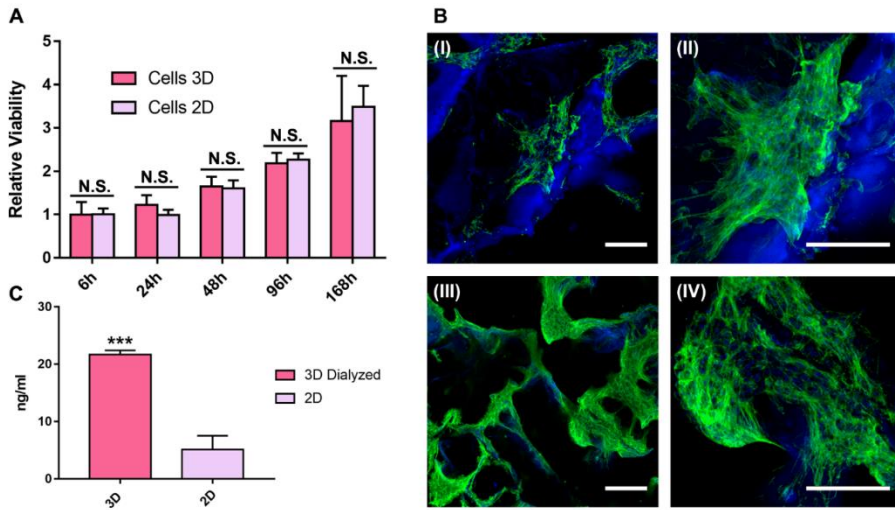 A
Relative Viability
5
4
3
2
1
0
Cells 3D
Cells 2D
N.S.
N.S.
N.S.
N.S.
N.S.
6h
24h
48h
96h
168h
B
(I)
(II)
(III)
(IV)
C
ng/ml
30
20
10
0
***
3D Dialyzed
2D
3D
2D